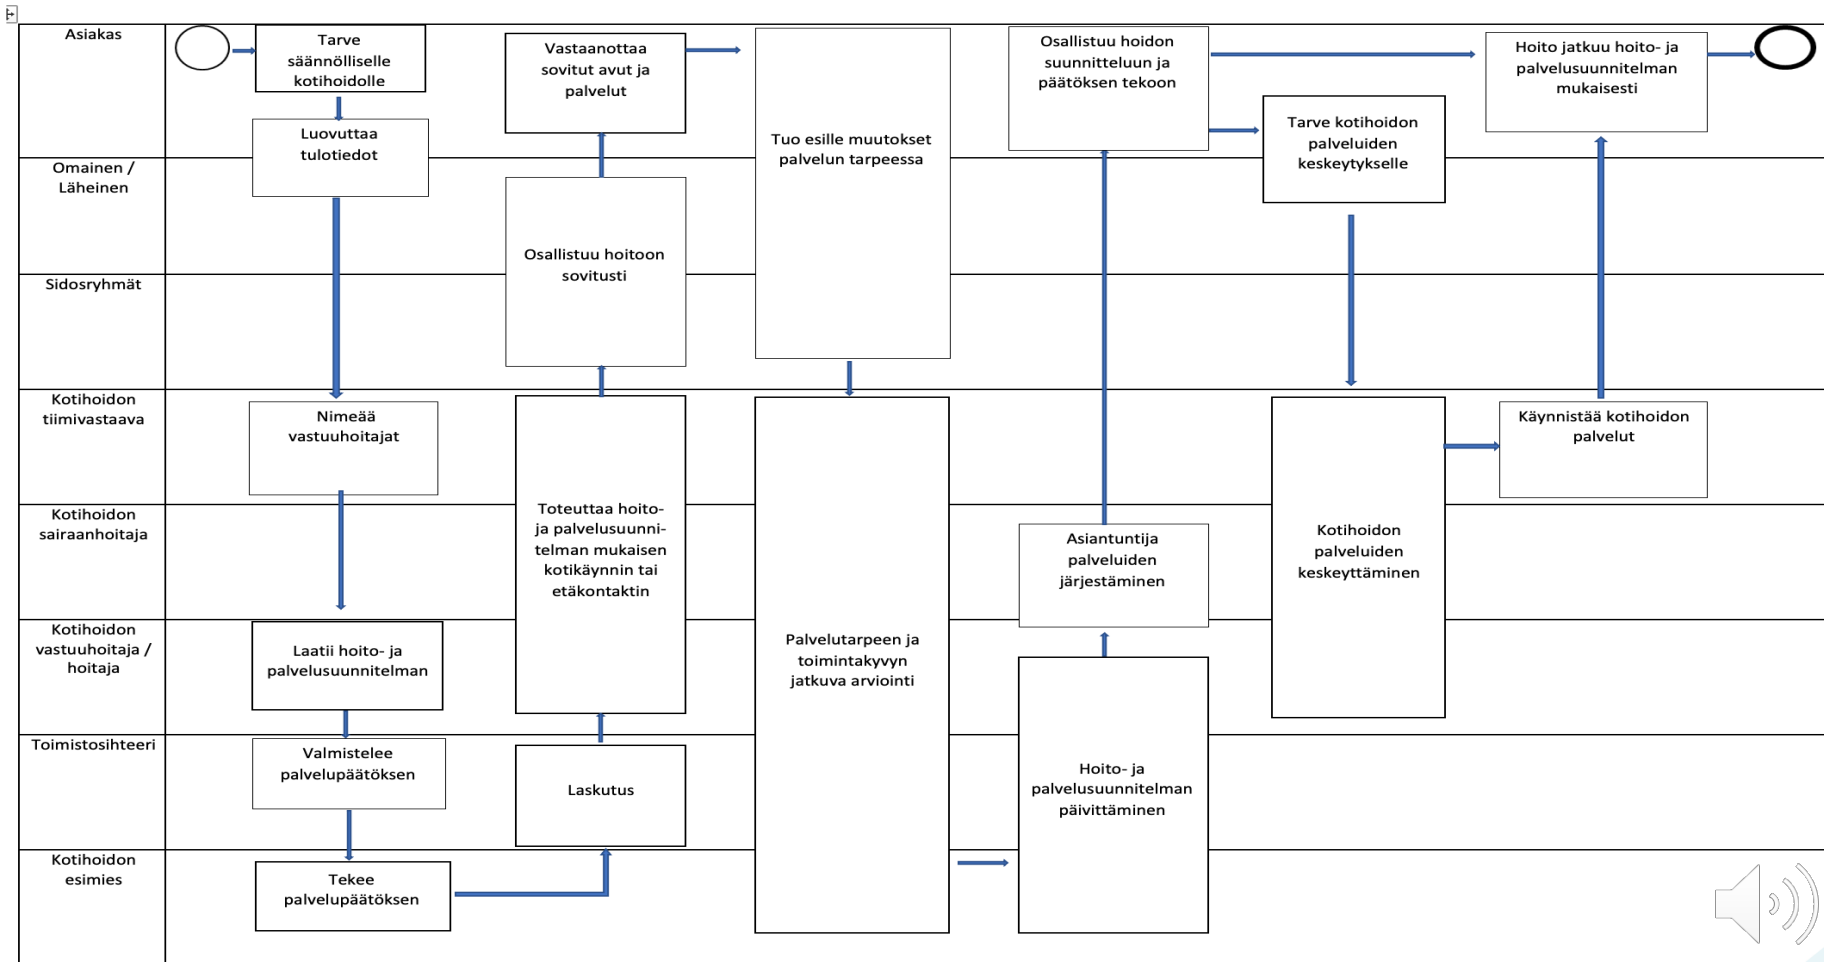 Asiakas
Omainen /
Läheinen
Sidosryhmät
Kotihoidon
tiimivastaava
Kotihoidon
sairaanhoitaja
Kotihoidon
vastuuhoitaja /
hoitaja
Toimistosihteeri
Kotihoidon
esimies
Tarve
säännölliselle
kotihoidolle
Luovuttaa
tulotiedot
Nimeää
vastuuhoitajat
Laatii hoito- ja
palvelusuunnitelman
Valmistelee
palvelupäätöksen
Tekee
palvelupäätöksen
Laskutus
Toteuttaa hoito-
ja palvelusuunni-
telman mukaisen
kotikäynnin tai
etäkontaktin
Osallistuu hoitoon
sovitusti
Vastaanottaa
sovitut avut ja
palvelut
Tuo esille muutokset
palvelun tarpeessa
Palvelutarpeen ja
toimintakyvyn
jatkuva arviointi
Hoito- ja
palvelusuunnitelman
päivittäminen
Asiantuntija
palveluiden
järjestäminen
Osallistuu hoidon
suunnitteluun ja
päätöksen tekoon
Tarve kotihoidon
palveluiden
keskeytykselle
Kotihoidon
palveluiden
keskeyttäminen
Käynnistää kotihoidon
palvelut
Hoito jatkuu hoito- ja
palvelusuunnitelman
mukaisesti